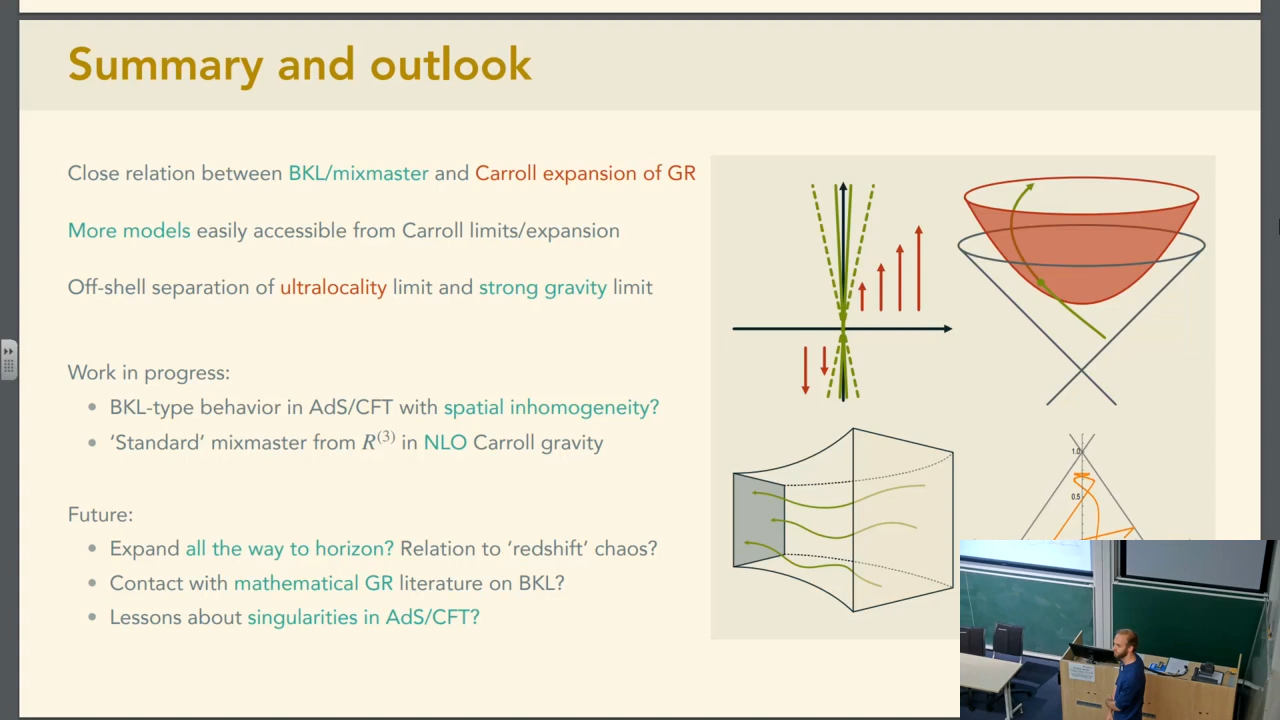 Summary and outlook
Close relation between BKL/mixmaster and Carroll expansion of GR
More models easily accessible from Carroll limits/expansion
Off-shell separation of ultralocality limit and strong gravity limit
Work in progress:
• BKL-type behavior in AdS/CFT with spatial inhomogeneity?
• ‘Standard’ mixmaster from R⁽³⁾ in NLO Carroll gravity
Future:
• Expand all the way to horizon? Relation to ‘redshift’ chaos?
• Contact with mathematical GR literature on BKL?
• Lessons about singularities in AdS/CFT?
1.0
0.5